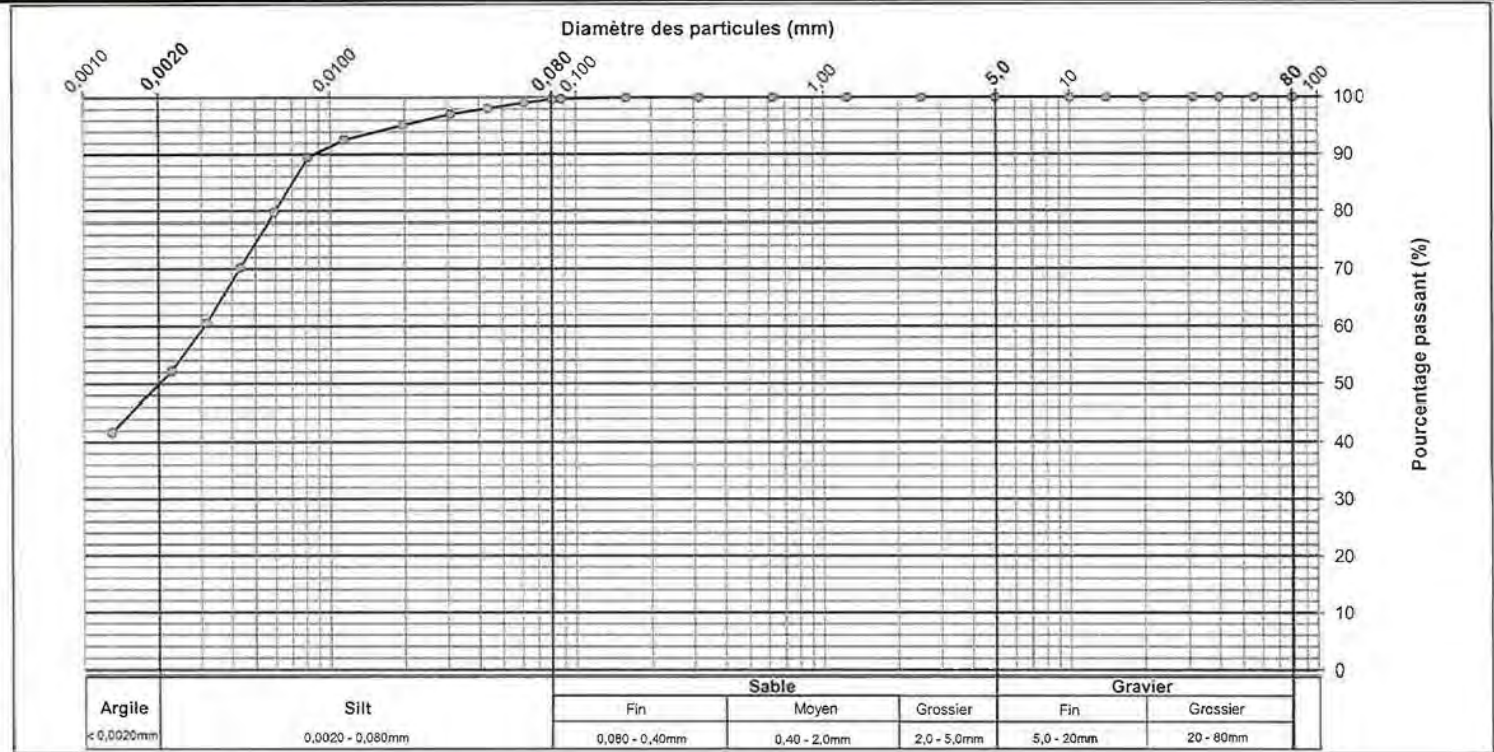 Diamètre des particules (mm)
0,0010 0,0020 0,0100 0,080 0,100 1,00 5,0 10 80 100
100
90
80
70
60
50
40
30
20
10
0
Pourcentage passant (%)
Argile Silt Sable Gravier
Fin Moyen Grossier Fin Grossier
< 0,0020mm 0,0020 - 0,080mm 0,080 - 0,40mm 0,40 - 2,0mm 2,0 - 5,0mm 5,0 - 20mm 20 - 80mm